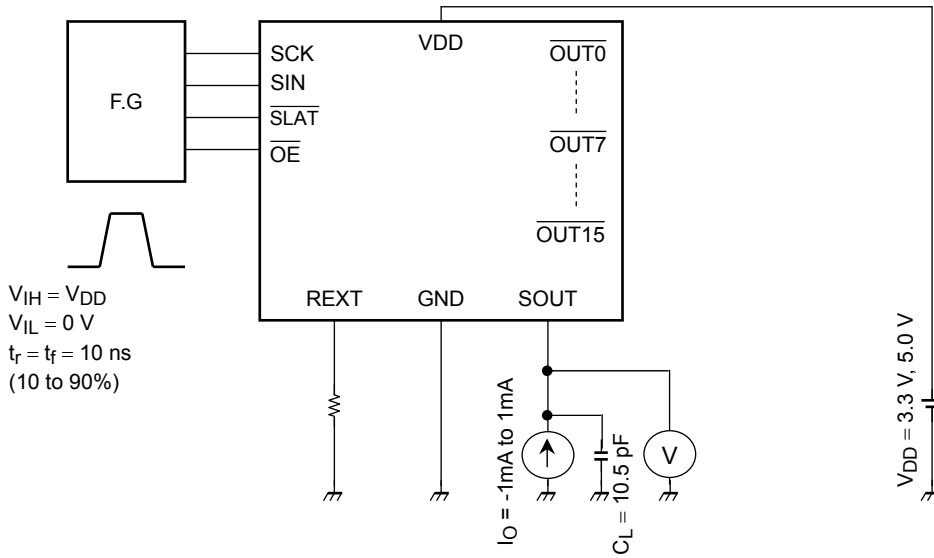 VDD
F.G
SCK
SIN
SLAT
OE
OUT0
OUT7
OUT15
VIH = VDD
VIL = 0 V
tr = tf = 10 ns
(10 to 90%)
REXT
GND
SOUT
IO = -1mA to 1mA
CL = 10.5 pF
V
VDD = 3.3 V, 5.0 V